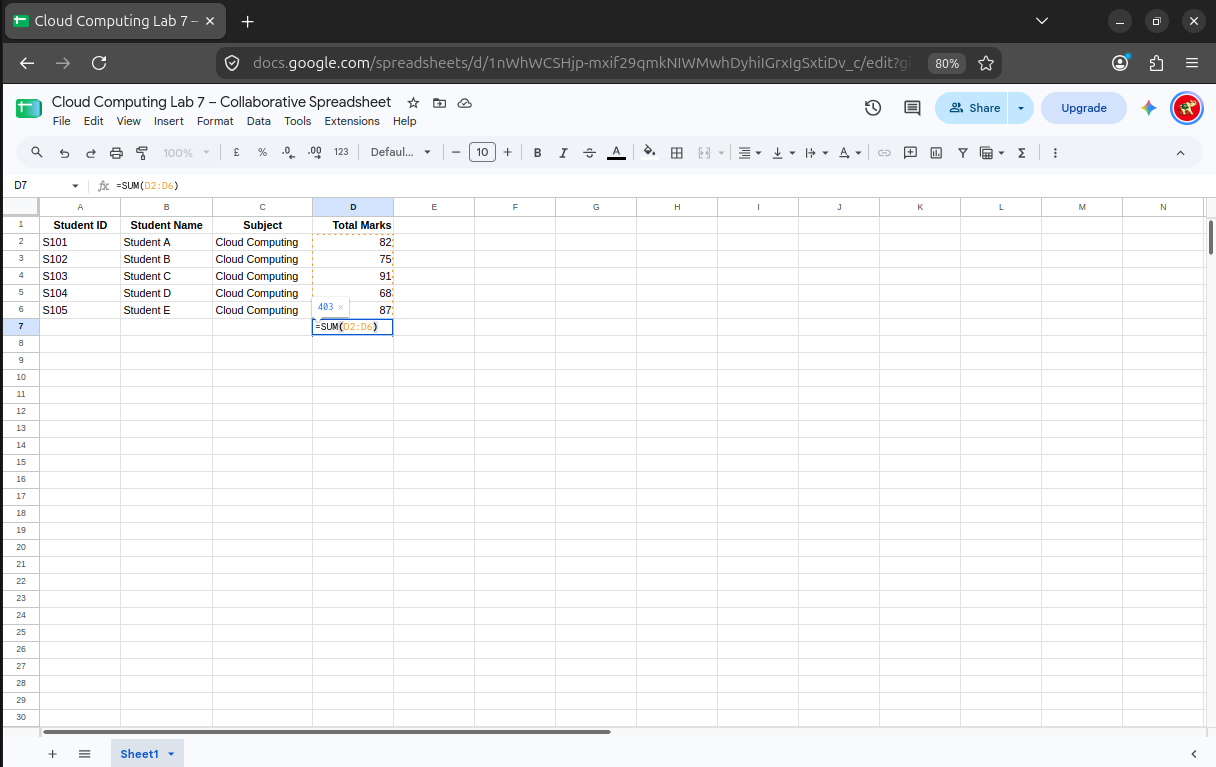 Cloud Computing Lab 7 –
docs.google.com/spreadsheets/d/1nWhWCSHjp-mxif29qmkNIWMwhDyhiIGrxIgSxtiDv_c/edit?gi 80%
Cloud Computing Lab 7 – Collaborative Spreadsheet
File Edit View Insert Format Data Tools Extensions Help
Share Upgrade
100% £ % .0 .00 123 Defaul... − 10 + B I A
D7 fx =SUM(D2:D6)
A B C D E F G H I J K L M N
1 Student ID Student Name Subject Total Marks
2 S101 Student A Cloud Computing 82
3 S102 Student B Cloud Computing 75
4 S103 Student C Cloud Computing 91
5 S104 Student D Cloud Computing 68
403 ×
6 S105 Student E Cloud Computing 87
7 =SUM(D2:D6)
8
9
10
11
12
13
14
15
16
17
18
19
20
21
22
23
24
25
26
27
28
29
30
Sheet1